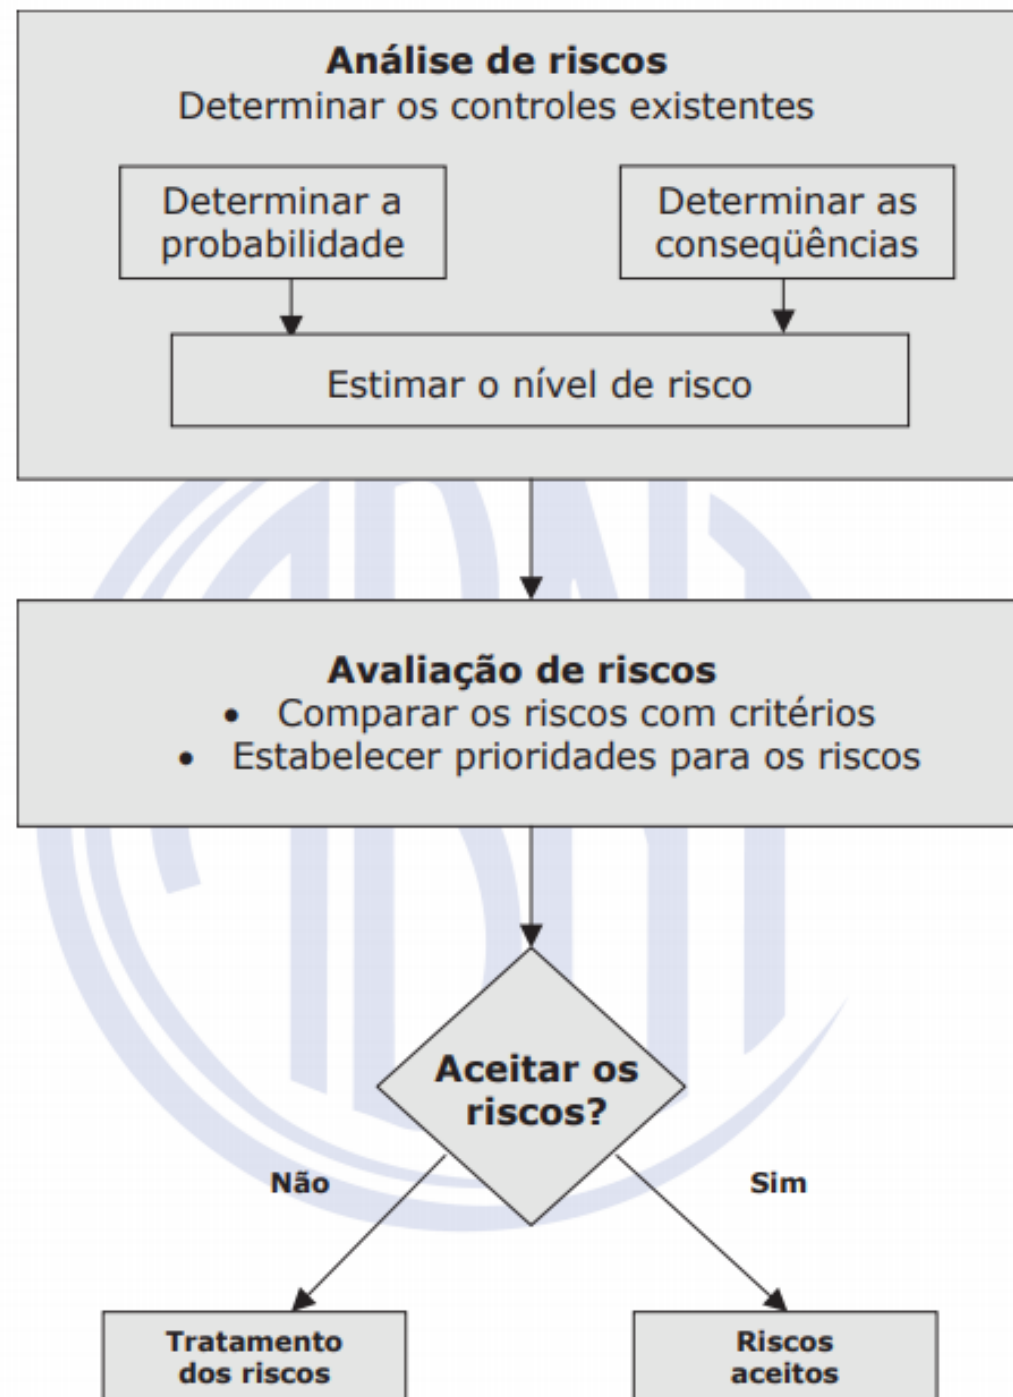 Análise de riscos
Determinar os controles existentes
Determinar a
probabilidade
Determinar as
conseqüências
Estimar o nível de risco
Avaliação de riscos
• Comparar os riscos com critérios
• Estabelecer prioridades para os riscos
Aceitar os
riscos?
Não
Sim
Tratamento
dos riscos
Riscos
aceitos